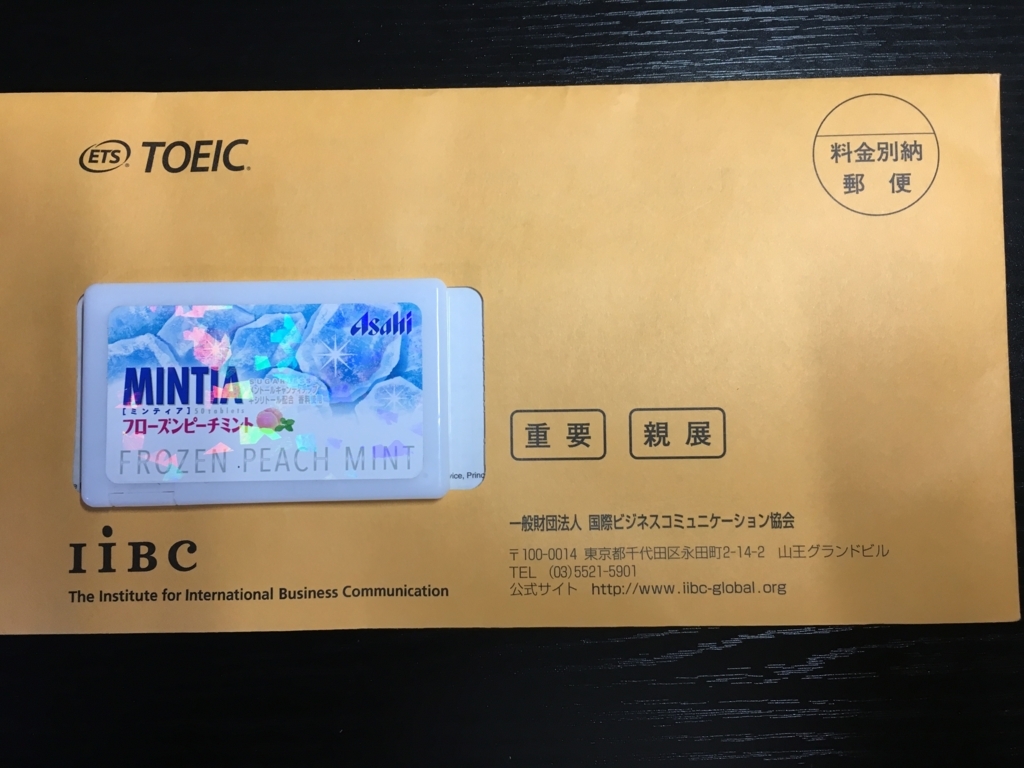 ETS TOEIC
料金別納
郵 便
Asahi
MINTIA
[ミンティア]
フローズンピーチミント
FROZEN PEACH MINT
重 要
親 展
一般財団法人 国際ビジネスコミュニケーション協会
〒100-0014 東京都千代田区永田町2-14-2 山王グランドビル
TEL (03)5521-5901
公式サイト http://www.iibc-global.org
IiBC
The Institute for International Business Communication